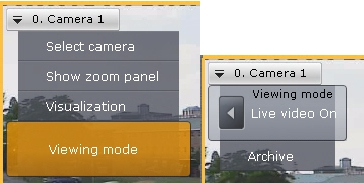 0. Camera 1
Select camera
Show zoom panel
Visualization
Viewing mode
0. Camera 1
Viewing mode
Live video On
Archive